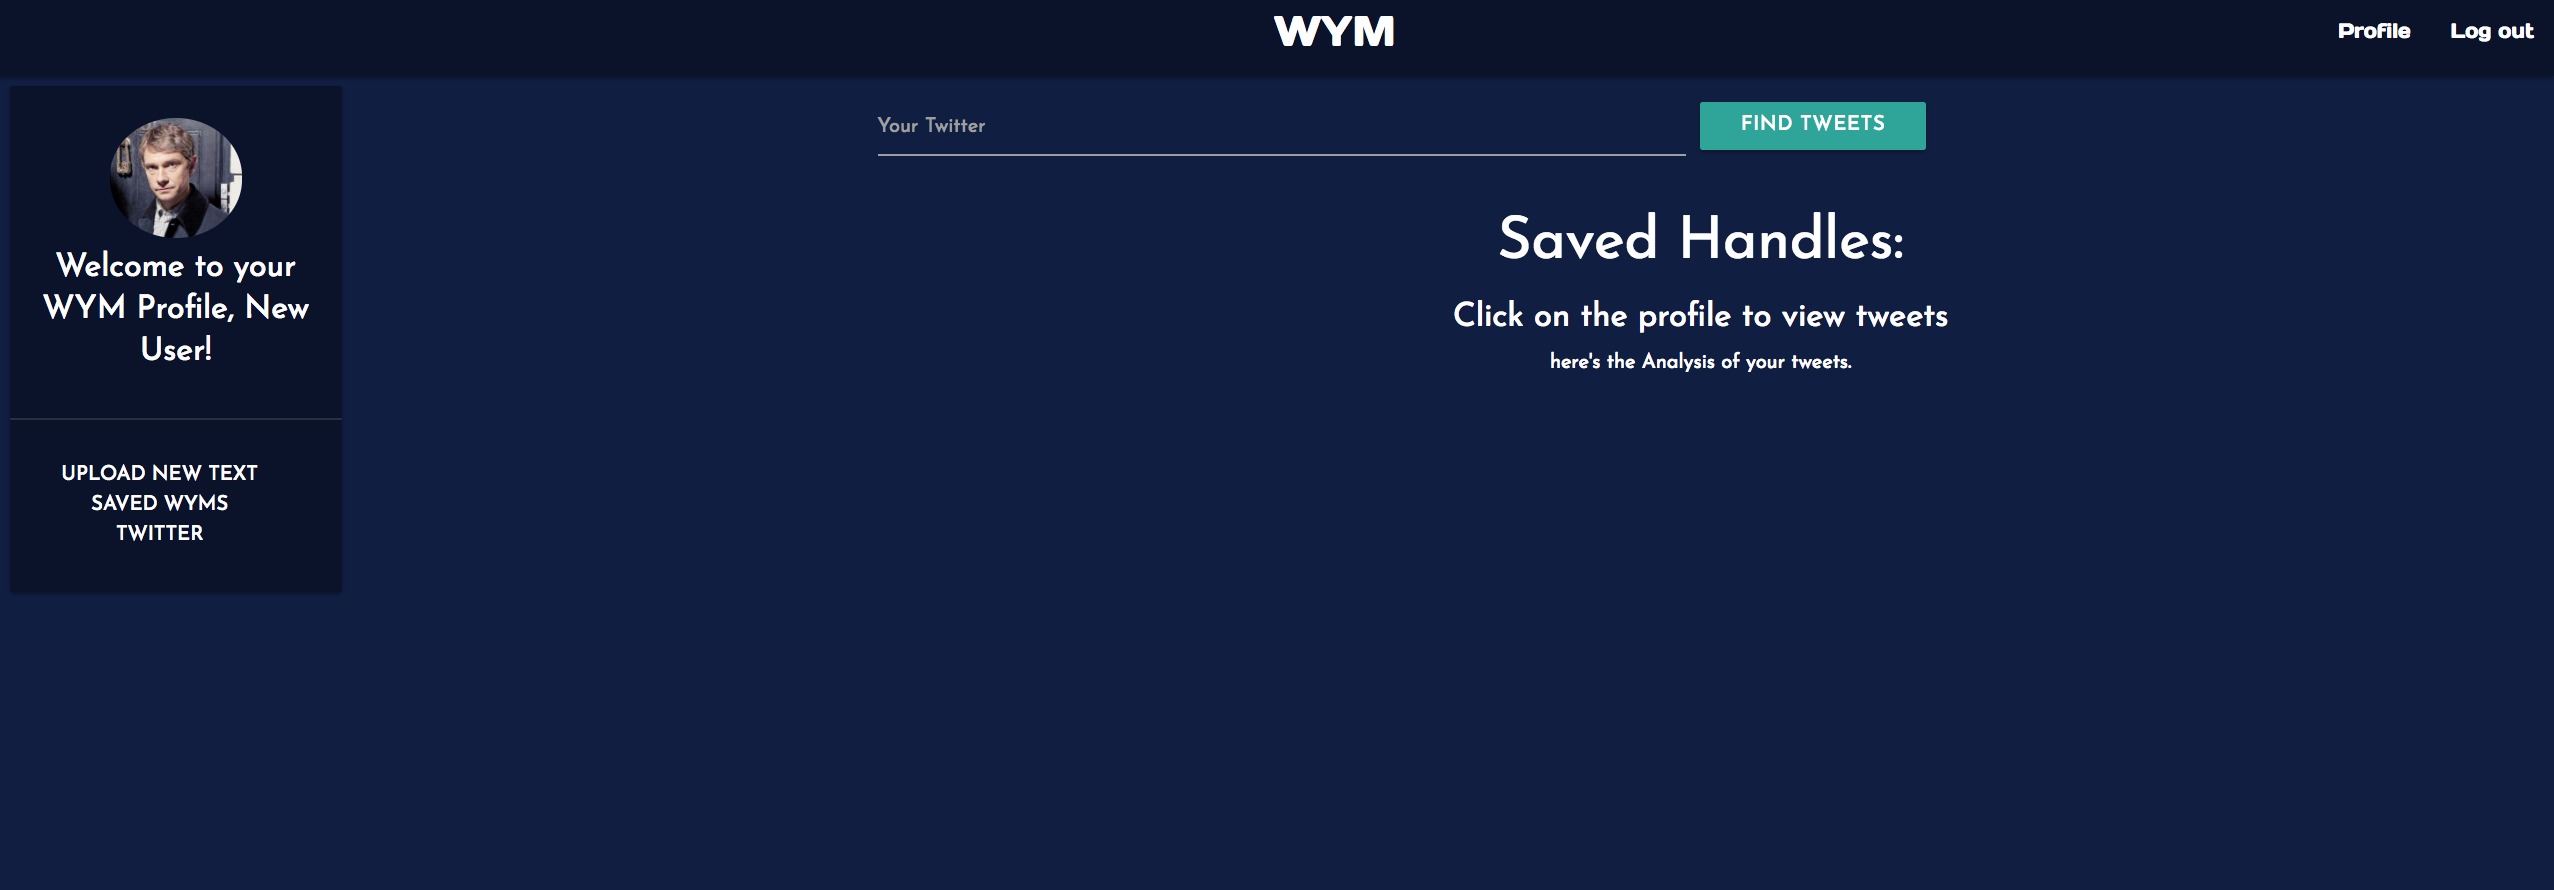 WYM
Profile
Log out
Your Twitter
FIND TWEETS
Welcome to your
WYM Profile, New
User!
UPLOAD NEW TEXT
SAVED WYMS
TWITTER
Saved Handles:
Click on the profile to view tweets
here's the Analysis of your tweets.